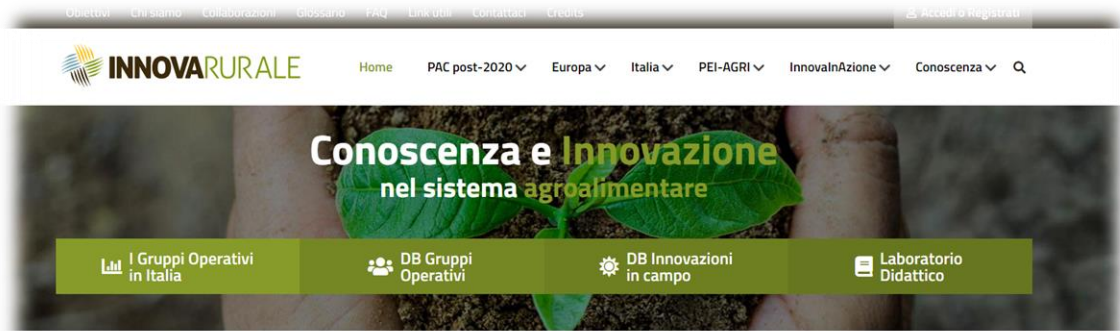 Obiettivi Chi siamo Collaborazioni Glossario FAQ Link utili Contattaci Credits Accedi o Registrati
INNOVARURALE Home PAC post-2020 Europa Italia PEI-AGRI InnovaInAzione Conoscenza
Conoscenza e Innovazione
nel sistema agroalimentare
I Gruppi Operativi
in Italia
DB Gruppi
Operativi
DB Innovazioni
in campo
Laboratorio
Didattico